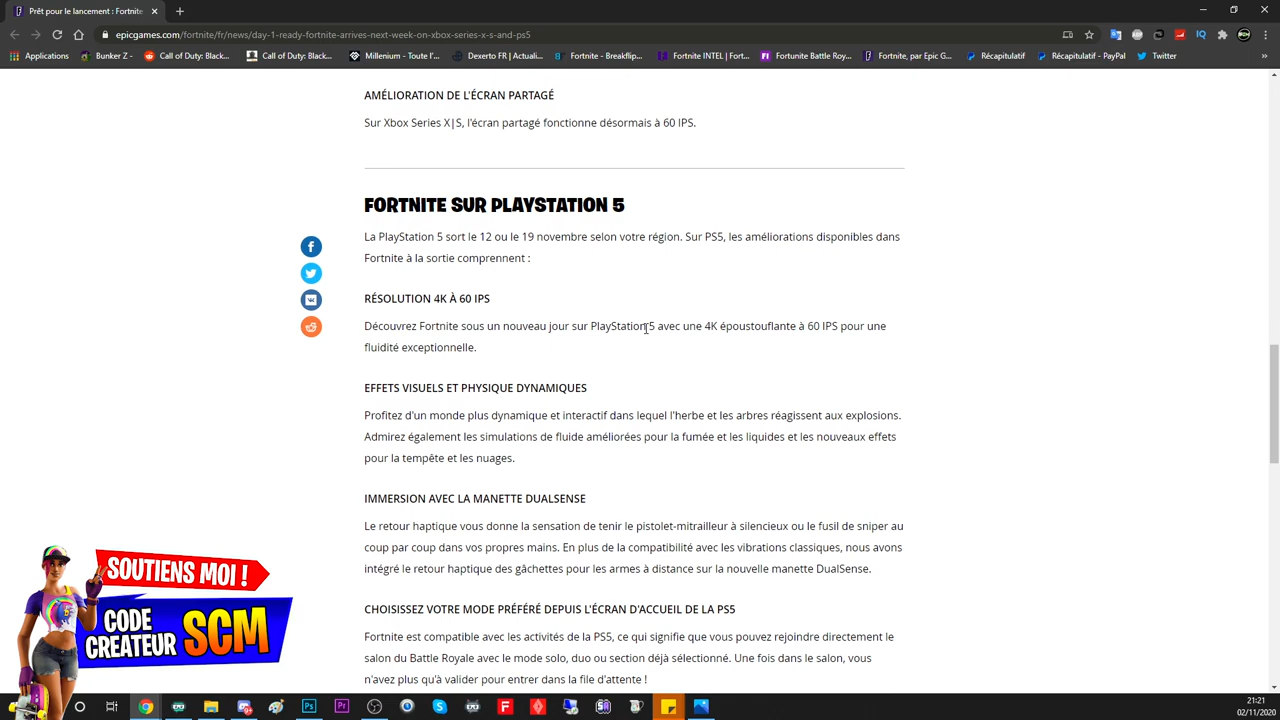 Prêt pour le lancement : Fortnite
epicgames.com/fortnite/fr/news/day-1-ready-fortnite-arrives-next-week-on-xbox-series-x-s-and-ps5
Applications Bunker Z - Call of Duty: Black... Call of Duty: Black... Millenium - Toute l'i... Dexerto FR | Actuali... Fortnite - Breakflip... Fortnite INTEL | Fort... Fortunite Battle Roy... Fortnite, par Epic G... Récapitulatif Récapitulatif - PayPal Twitter
AMÉLIORATION DE L'ÉCRAN PARTAGÉ
Sur Xbox Series X|S, l'écran partagé fonctionne désormais à 60 IPS.
FORTNITE SUR PLAYSTATION 5
La PlayStation 5 sort le 12 ou le 19 novembre selon votre région. Sur PS5, les améliorations disponibles dans
Fortnite à la sortie comprennent :
RÉSOLUTION 4K À 60 IPS
Découvrez Fortnite sous un nouveau jour sur PlayStation 5 avec une 4K époustouflante à 60 IPS pour une
fluidité exceptionnelle.
EFFETS VISUELS ET PHYSIQUE DYNAMIQUES
Profitez d'un monde plus dynamique et interactif dans lequel l'herbe et les arbres réagissent aux explosions.
Admirez également les simulations de fluide améliorées pour la fumée et les liquides et les nouveaux effets
pour la tempête et les nuages.
IMMERSION AVEC LA MANETTE DUALSENSE
Le retour haptique vous donne la sensation de tenir le pistolet-mitrailleur à silencieux ou le fusil de sniper au
coup par coup dans vos propres mains. En plus de la compatibilité avec les vibrations classiques, nous avons
intégré le retour haptique des gâchettes pour les armes à distance sur la nouvelle manette DualSense.
CHOISISSEZ VOTRE MODE PRÉFÉRÉ DEPUIS L'ÉCRAN D'ACCUEIL DE LA PS5
Fortnite est compatible avec les activités de la PS5, ce qui signifie que vous pouvez rejoindre directement le
salon du Battle Royale avec le mode solo, duo ou section déjà sélectionné. Une fois dans le salon, vous
n'avez plus qu'à valider pour entrer dans la file d'attente !
SOUTIENS MOI !
CODE
CREATEUR SCM
21:21
02/11/2020